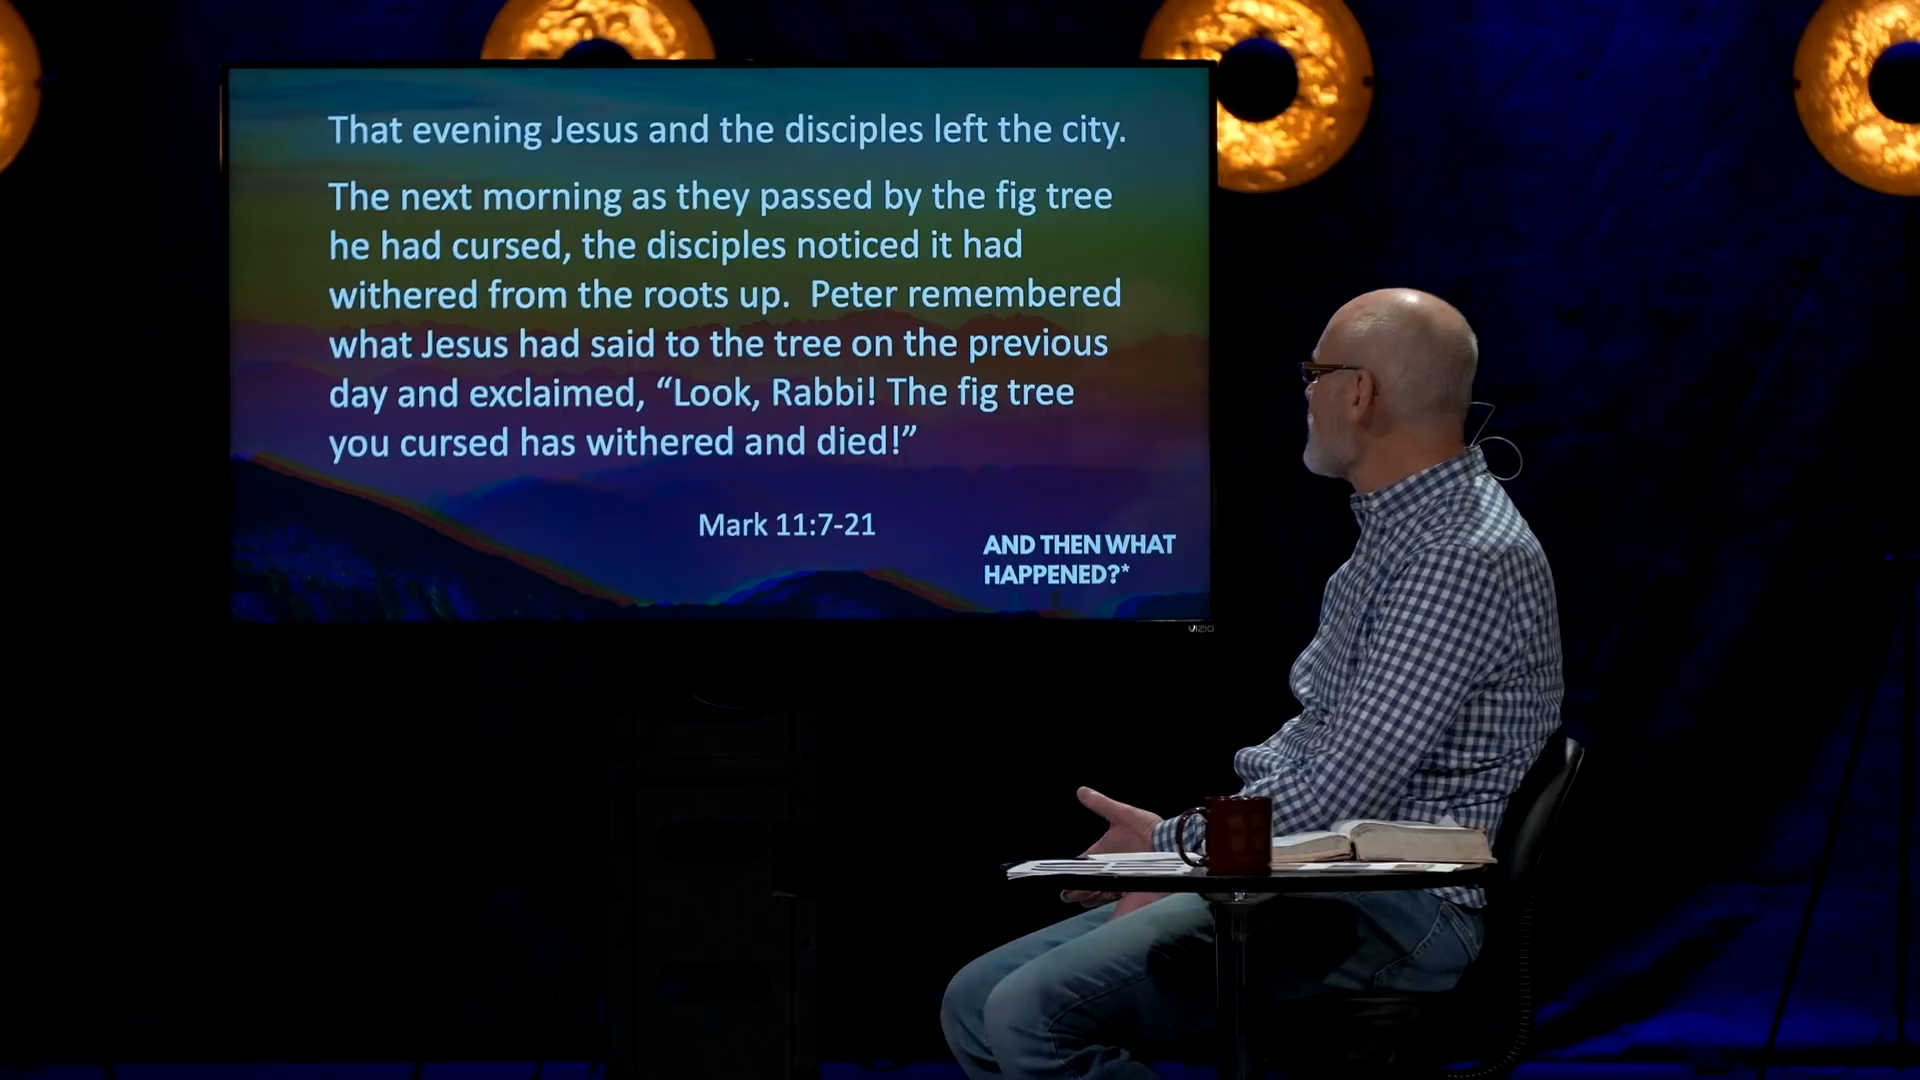 That evening Jesus and the disciples left the city.
The next morning as they passed by the fig tree
he had cursed, the disciples noticed it had
withered from the roots up.  Peter remembered
what Jesus had said to the tree on the previous
day and exclaimed, “Look, Rabbi! The fig tree
you cursed has withered and died!”
Mark 11:7-21
AND THEN WHAT
HAPPENED?*
VIZIO